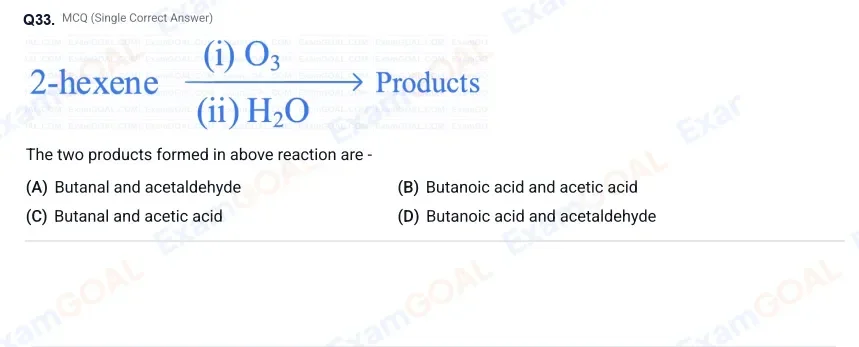 Q33. MCQ (Single Correct Answer)
2-hexene (i) O₃ (ii) H₂O → Products
The two products formed in above reaction are -
(A) Butanal and acetaldehyde (B) Butanoic acid and acetic acid
(C) Butanal and acetic acid (D) Butanoic acid and acetaldehyde
ExamGOAL